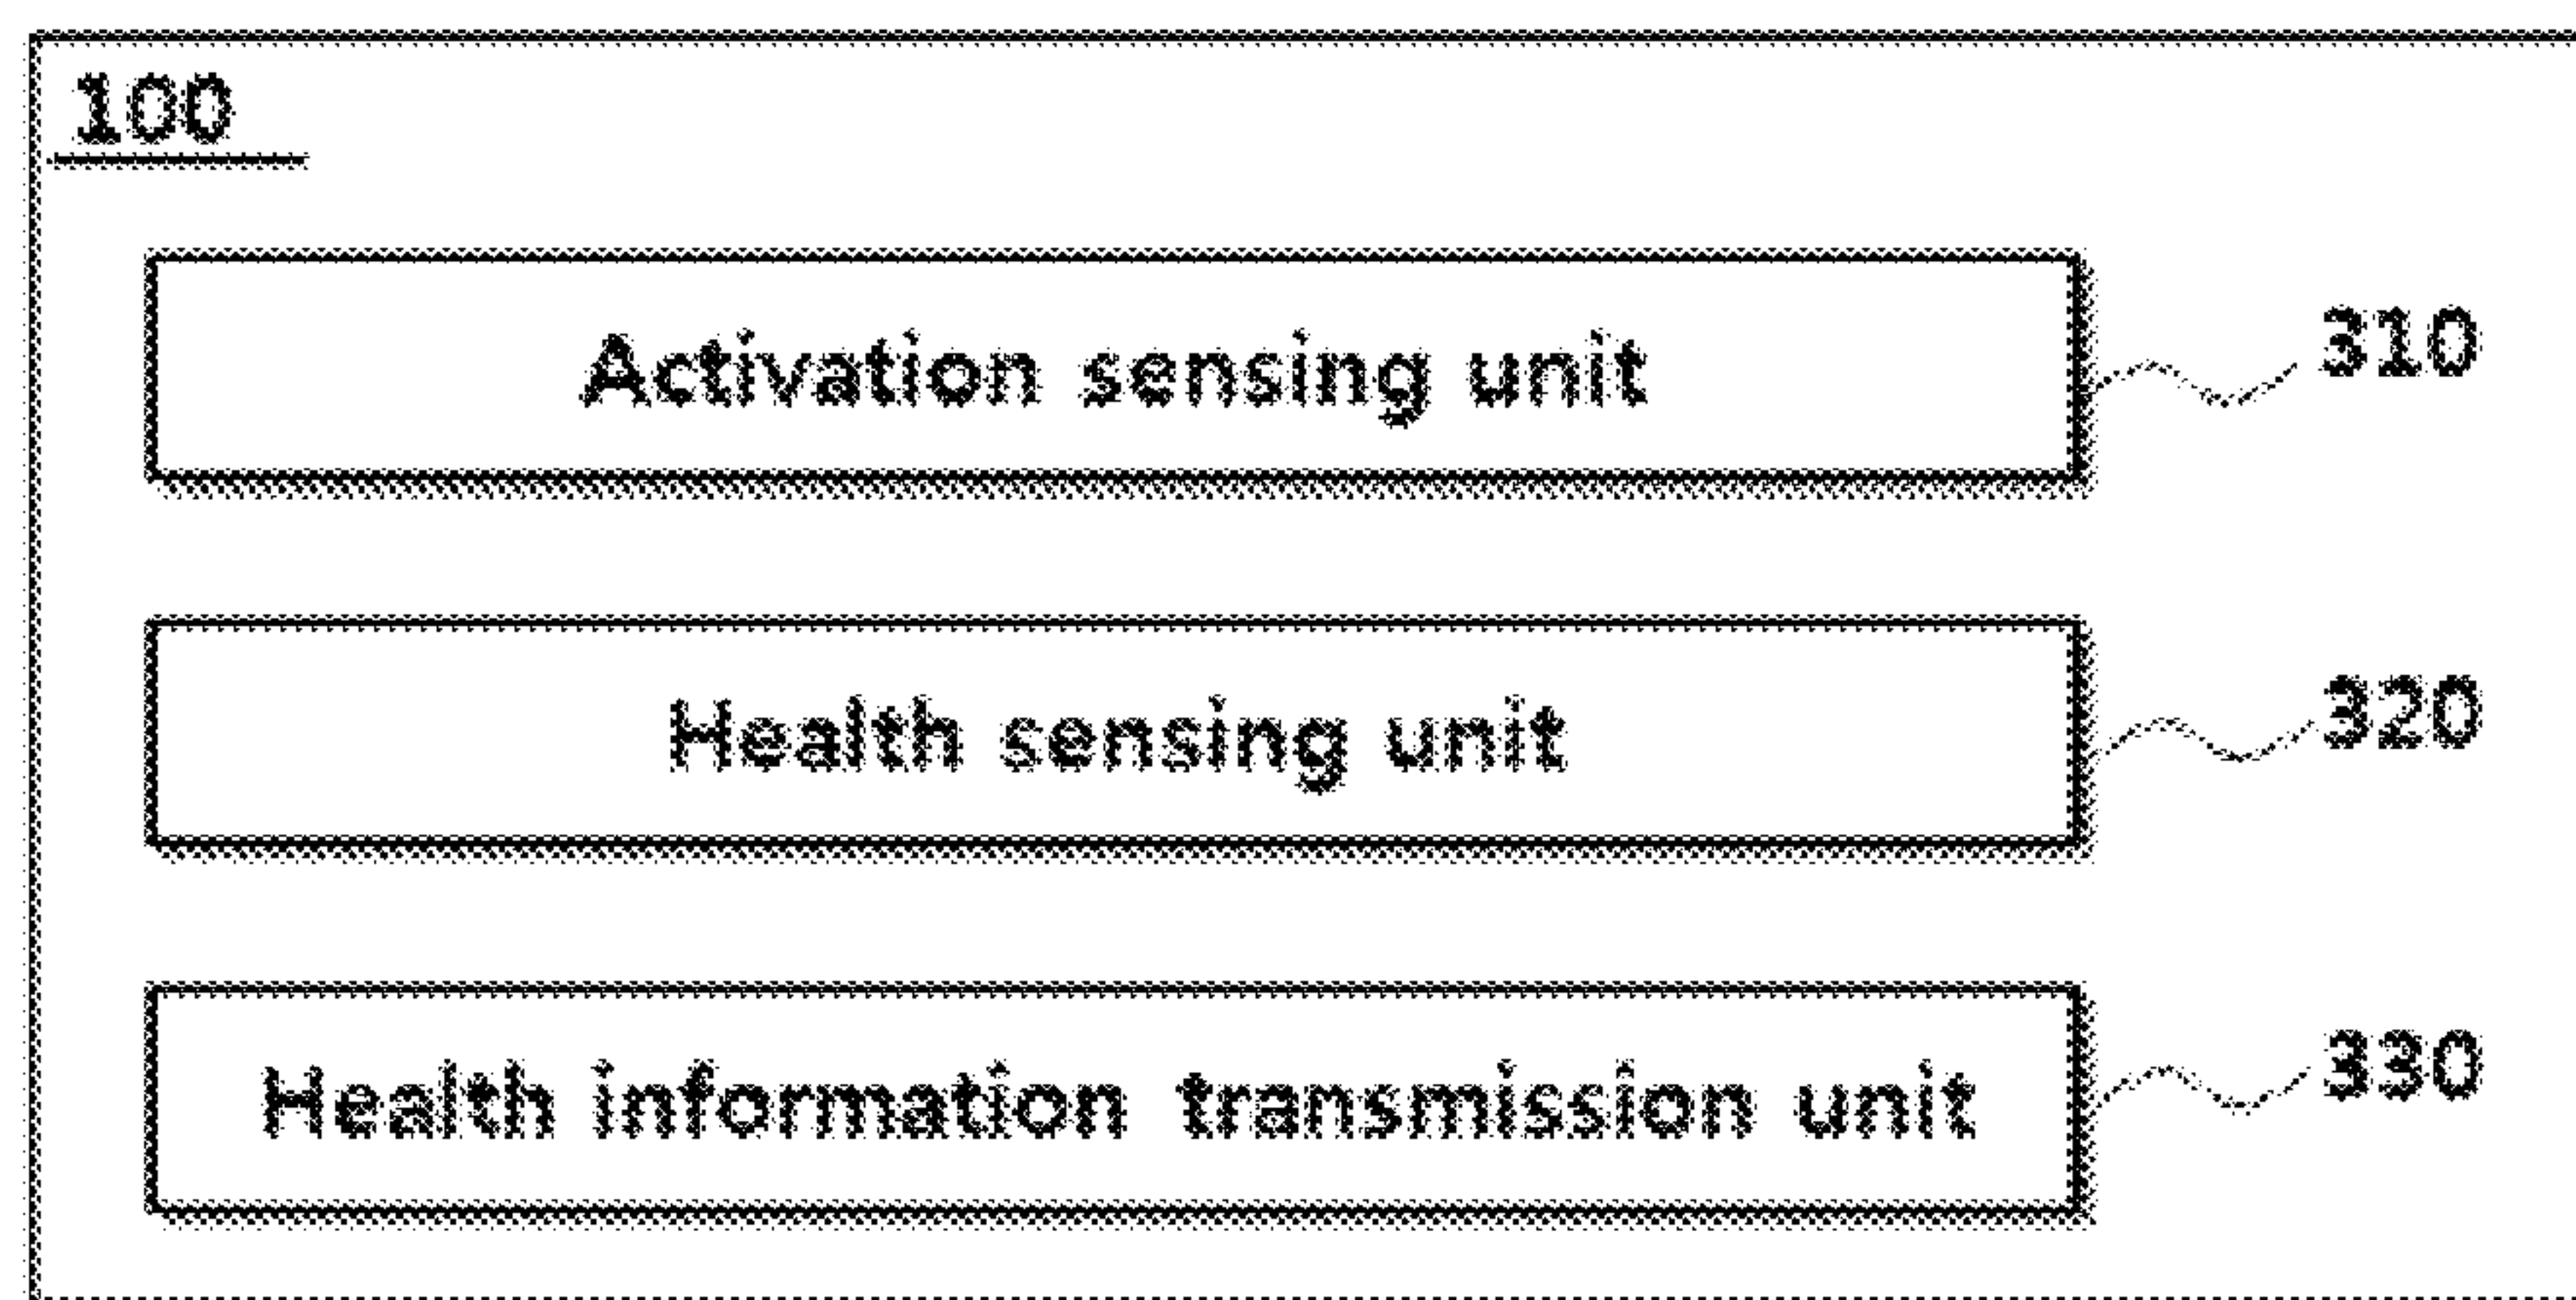 100
Activation sensing unit 310
Health sensing unit 320
Health information transmission unit 330